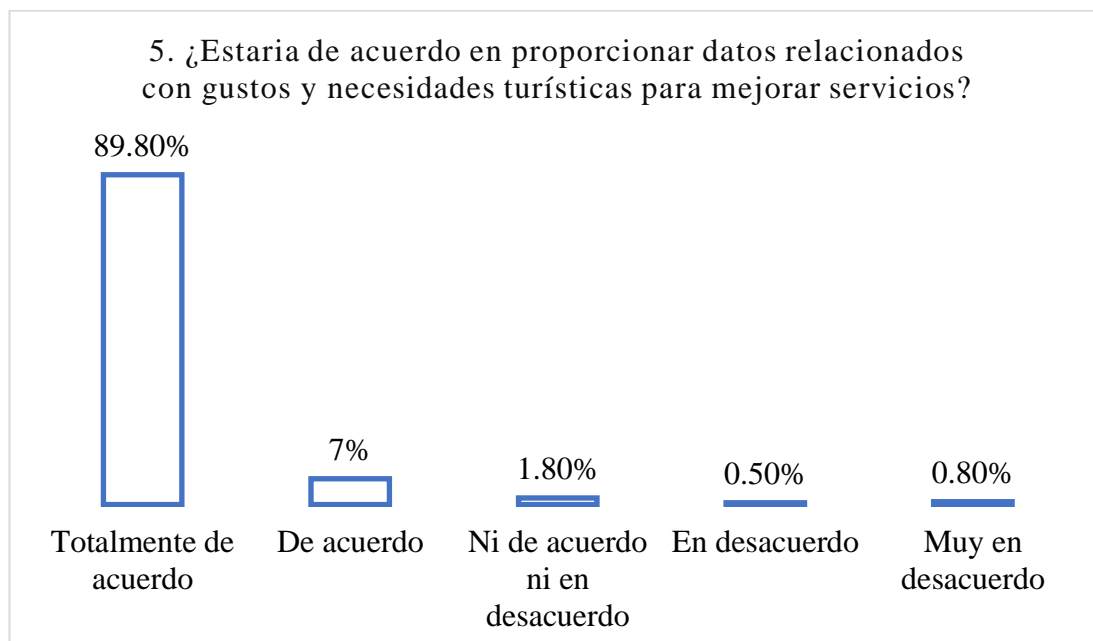 5. ¿Estaria de acuerdo en proporcionar datos relacionados
con gustos y necesidades turísticas para mejorar servicios?
89.80%
7%
1.80%
0.50%
0.80%
Totalmente de
acuerdo
De acuerdo
Ni de acuerdo
ni en
desacuerdo
En desacuerdo
Muy en
desacuerdo